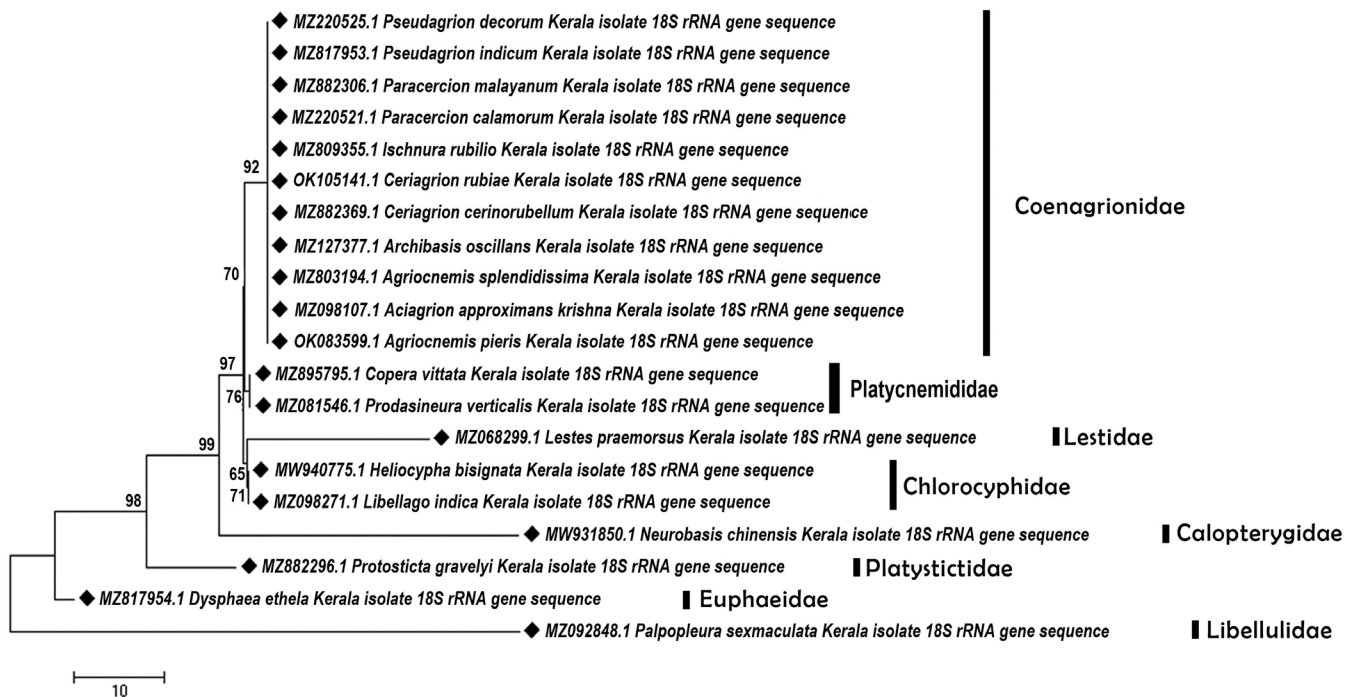 MZ220525.1 Pseudagrion decorum Kerala isolate 18S rRNA gene sequence
MZ817953.1 Pseudagrion indicum Kerala isolate 18S rRNA gene sequence
MZ882306.1 Paracercion malayanum Kerala isolate 18S rRNA gene sequence
MZ220521.1 Paracercion calamorum Kerala isolate 18S rRNA gene sequence
MZ809355.1 Ischnura rubilio Kerala isolate 18S rRNA gene sequence
92
OK105141.1 Ceriagrion rubiae Kerala isolate 18S rRNA gene sequence
MZ882369.1 Ceriagrion cerinorubellum Kerala isolate 18S rRNA gene sequence
Coenagrionidae
MZ127377.1 Archibasis oscillans Kerala isolate 18S rRNA gene sequence
70
MZ803194.1 Agriocnemis splendidissima Kerala isolate 18S rRNA gene sequence
MZ098107.1 Aciagrion approximans krishna Kerala isolate 18S rRNA gene sequence
OK083599.1 Agriocnemis pieris Kerala isolate 18S rRNA gene sequence
97
MZ895795.1 Copera vittata Kerala isolate 18S rRNA gene sequence
Platycnemididae
76
MZ081546.1 Prodasineura verticalis Kerala isolate 18S rRNA gene sequence
99
MZ068299.1 Lestes praemorsus Kerala isolate 18S rRNA gene sequence
Lestidae
65
MW940775.1 Heliocypha bisignata Kerala isolate 18S rRNA gene sequence
Chlorocyphidae
71
MZ098271.1 Libellago indica Kerala isolate 18S rRNA gene sequence
98
MW931850.1 Neurobasis chinensis Kerala isolate 18S rRNA gene sequence
Calopterygidae
MZ882296.1 Protosticta gravelyi Kerala isolate 18S rRNA gene sequence
Platystictidae
MZ817954.1 Dysphaea ethela Kerala isolate 18S rRNA gene sequence
Euphaeidae
MZ092848.1 Palpopleura sexmaculata Kerala isolate 18S rRNA gene sequence
Libellulidae
10